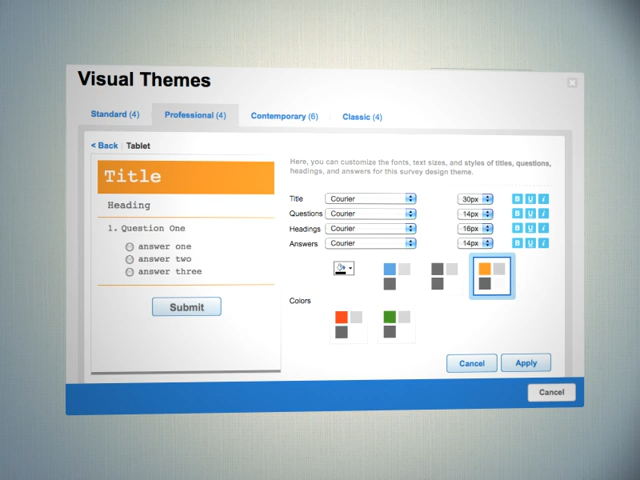 Visual Themes
Standard (4)
Professional (4)
Contemporary (6)
Classic (4)
< Back | Tablet
Title
Heading
1. Question One
answer one
answer two
answer three
Submit
Here, you can customize the fonts, text sizes, and styles of titles, questions,
headings, and answers for this survey design theme.
Title Courier 30px B U i
Questions Courier 14px B U i
Headings Courier 16px B U i
Answers Courier 14px B U i
Colors
Cancel Apply
Cancel